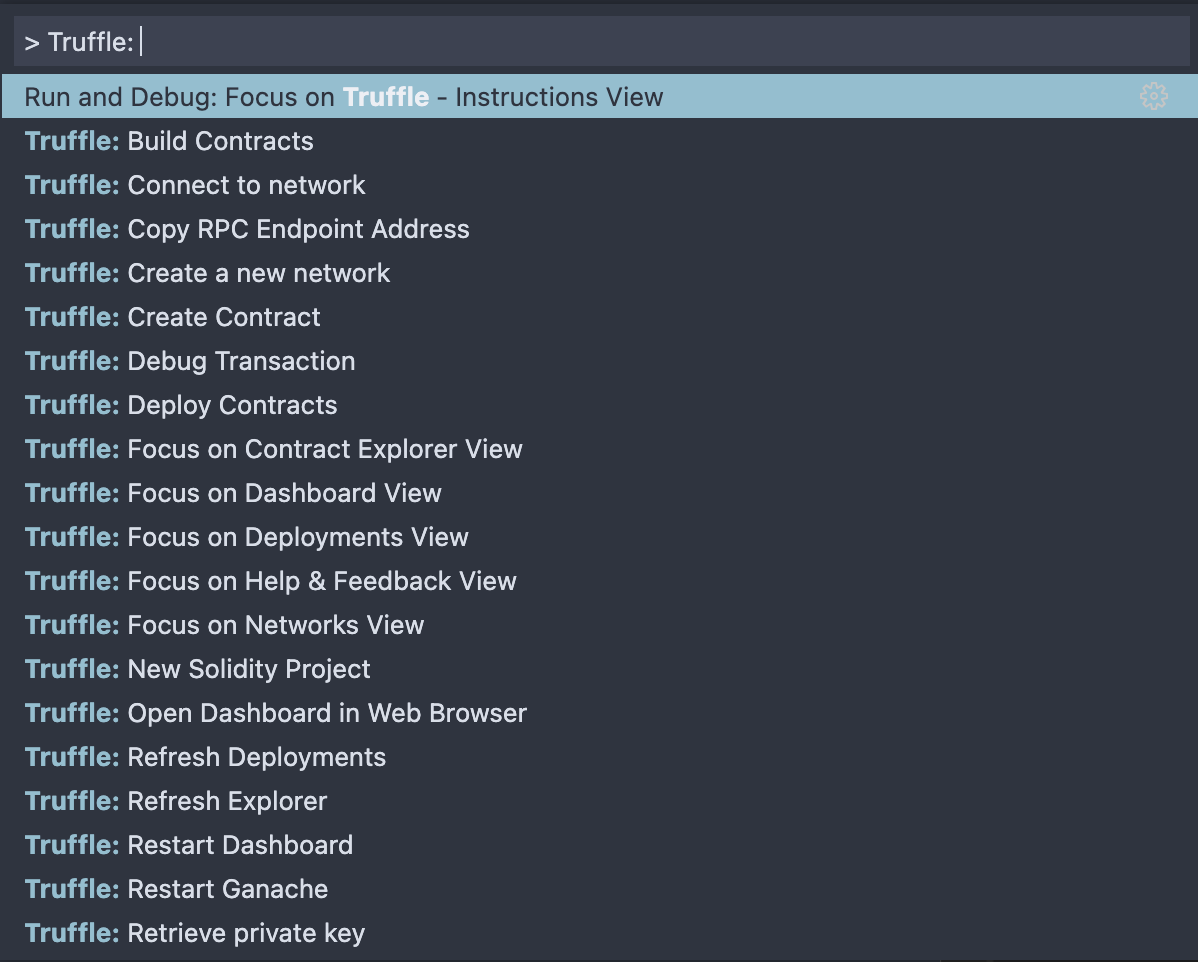 > Truffle:
Run and Debug: Focus on Truffle - Instructions View
Truffle: Build Contracts
Truffle: Connect to network
Truffle: Copy RPC Endpoint Address
Truffle: Create a new network
Truffle: Create Contract
Truffle: Debug Transaction
Truffle: Deploy Contracts
Truffle: Focus on Contract Explorer View
Truffle: Focus on Dashboard View
Truffle: Focus on Deployments View
Truffle: Focus on Help & Feedback View
Truffle: Focus on Networks View
Truffle: New Solidity Project
Truffle: Open Dashboard in Web Browser
Truffle: Refresh Deployments
Truffle: Refresh Explorer
Truffle: Restart Dashboard
Truffle: Restart Ganache
Truffle: Retrieve private key